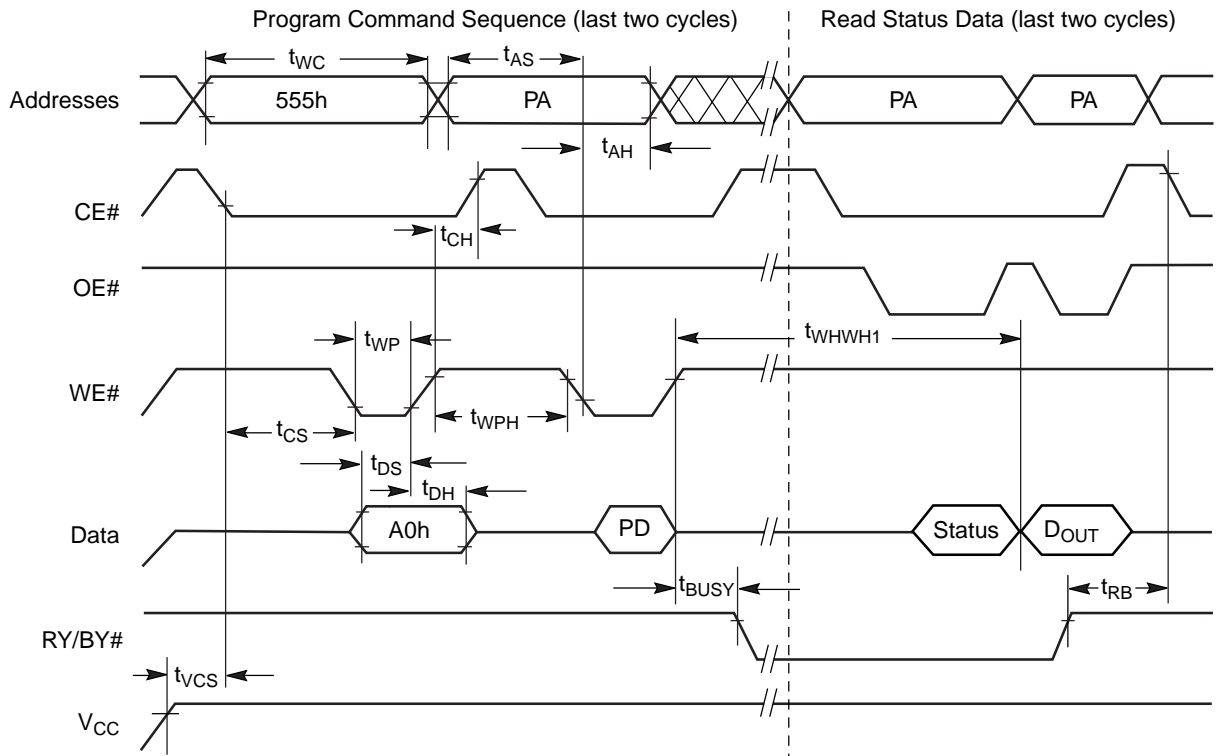 Program Command Sequence (last two cycles)
Read Status Data (last two cycles)
tWC
tAS
Addresses
555h
PA
PA
PA
tAH
CE#
tCH
OE#
tWP
tWHWH1
WE#
tCS
tWPH
tDS
tDH
Data
A0h
PD
Status
DOUT
tBUSY
tRB
RY/BY#
tVCS
VCC